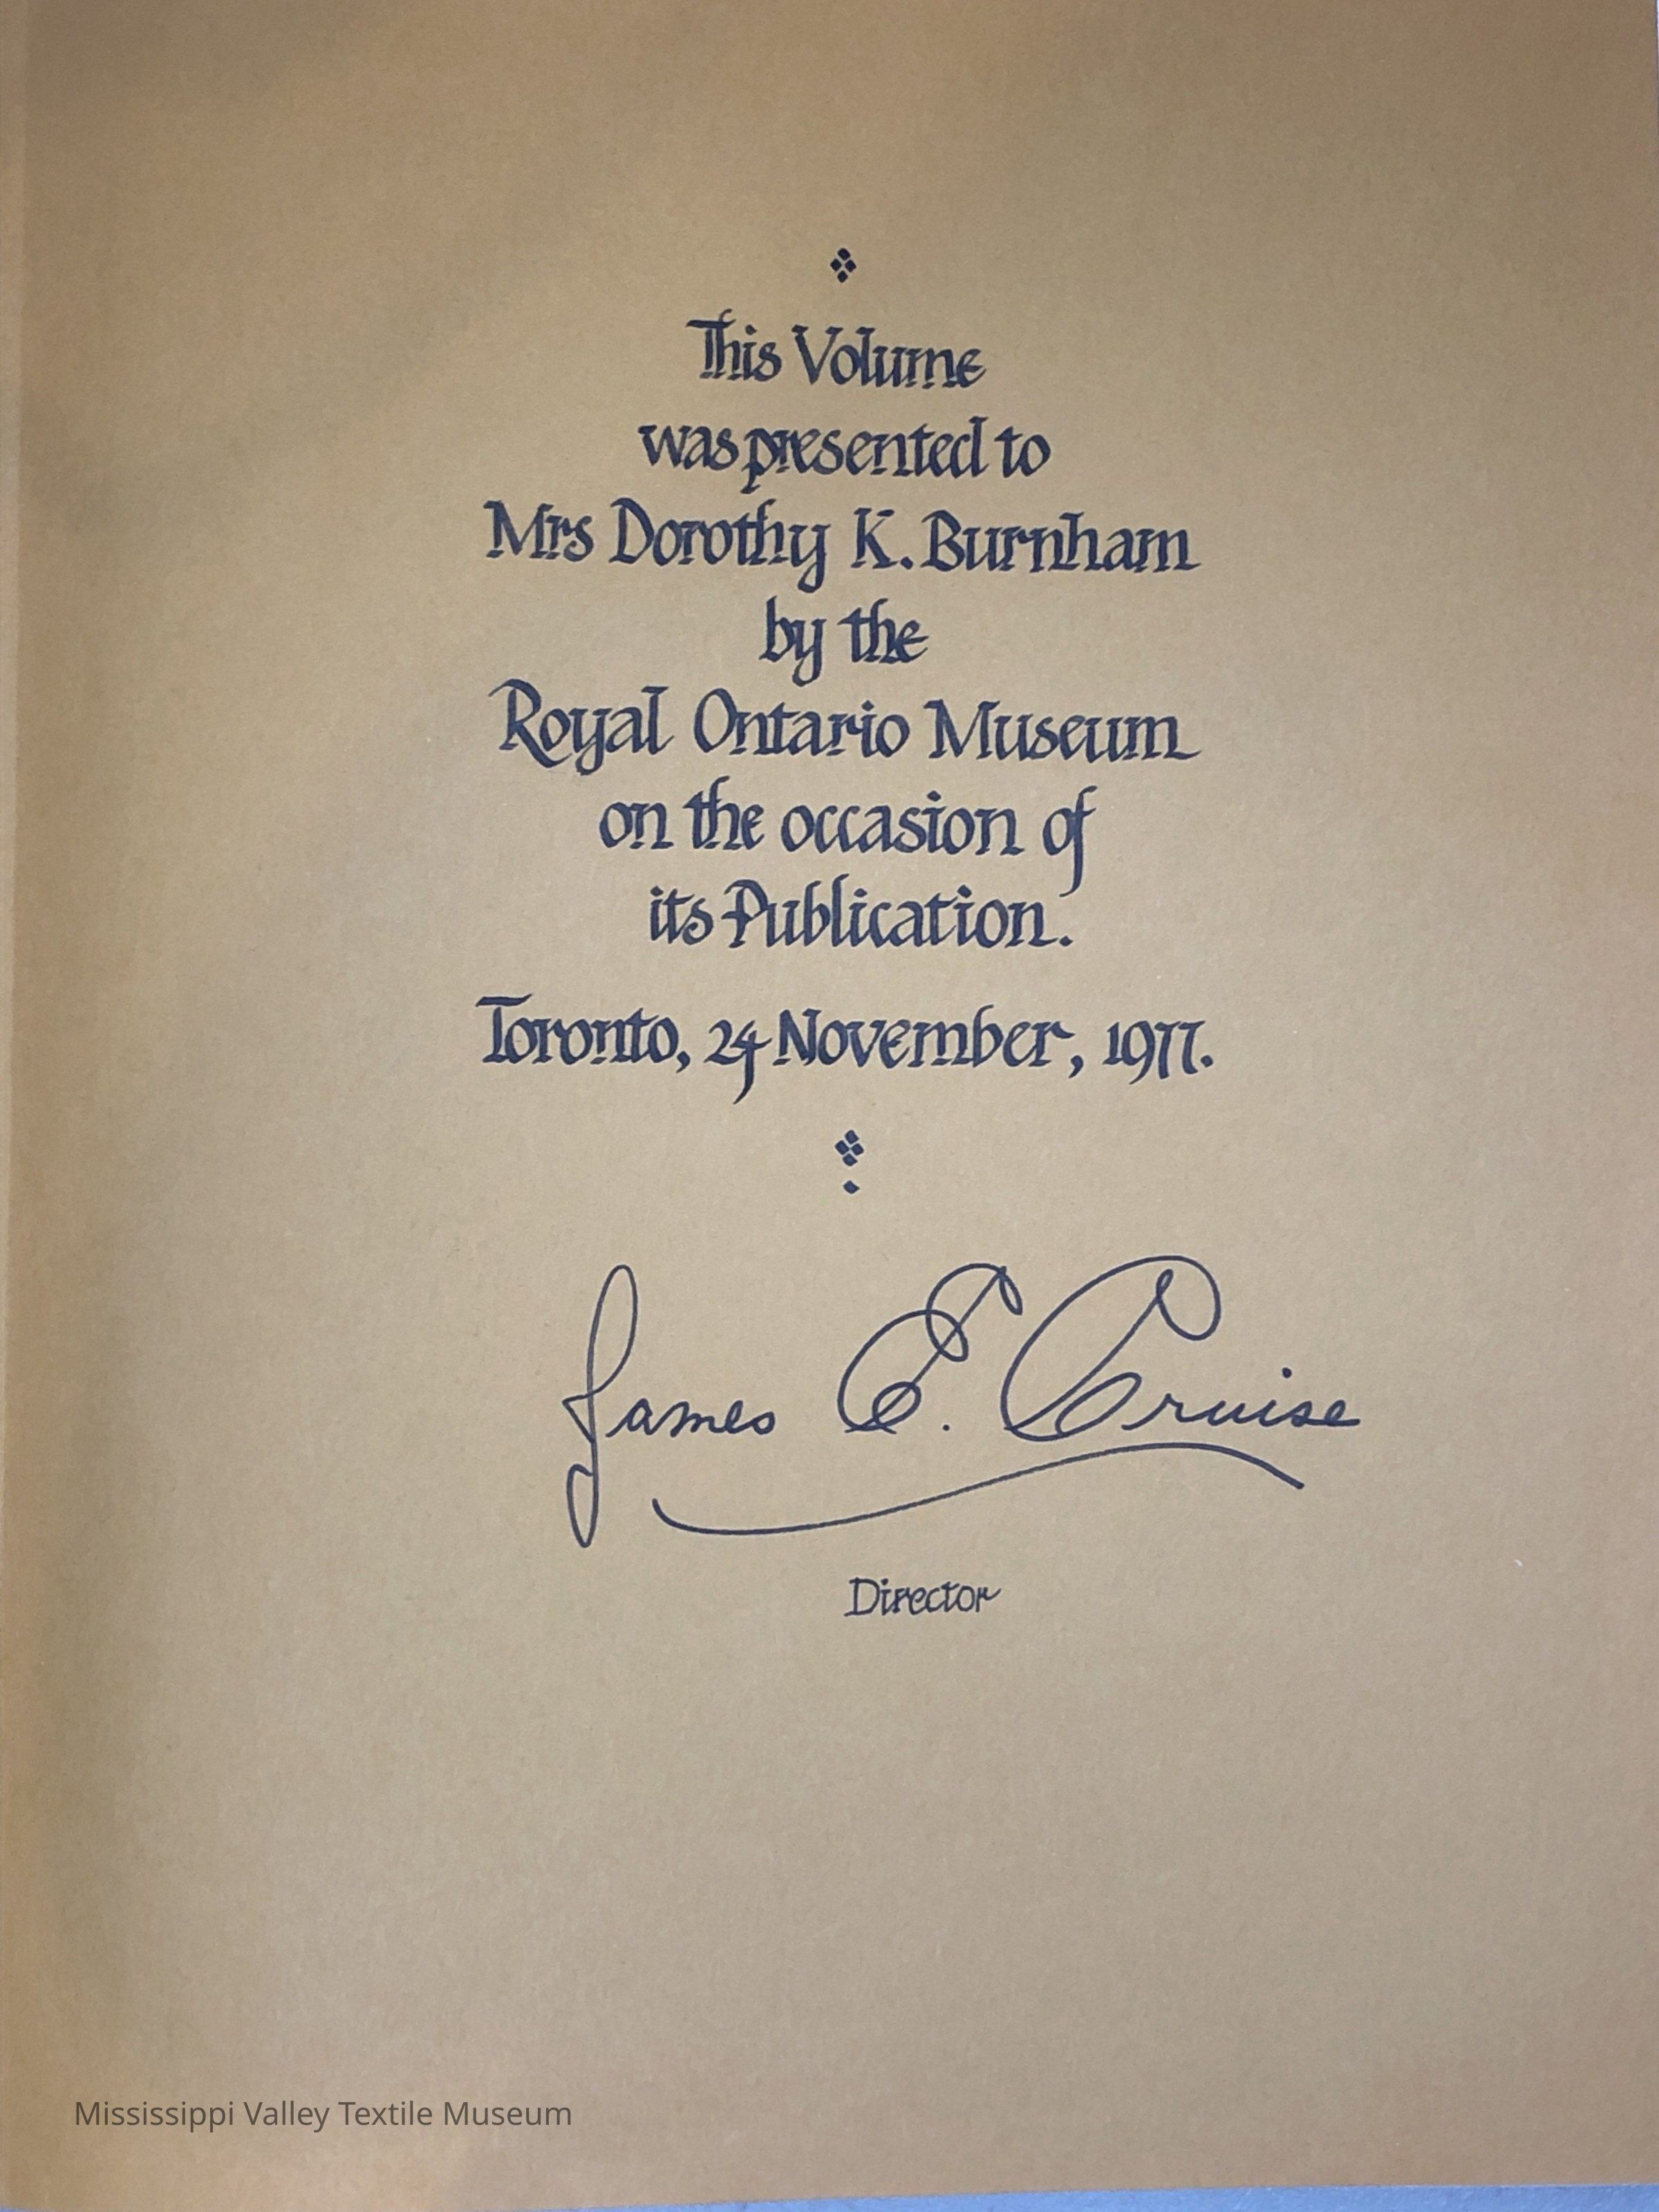 This Volume
was presented to
Mrs Dorothy K. Burnham
by the
Royal Ontario Museum
on the occasion of
its Publication.
Toronto, 24 November, 1977.
James E. Cruise
Director
Mississippi Valley Textile Museum